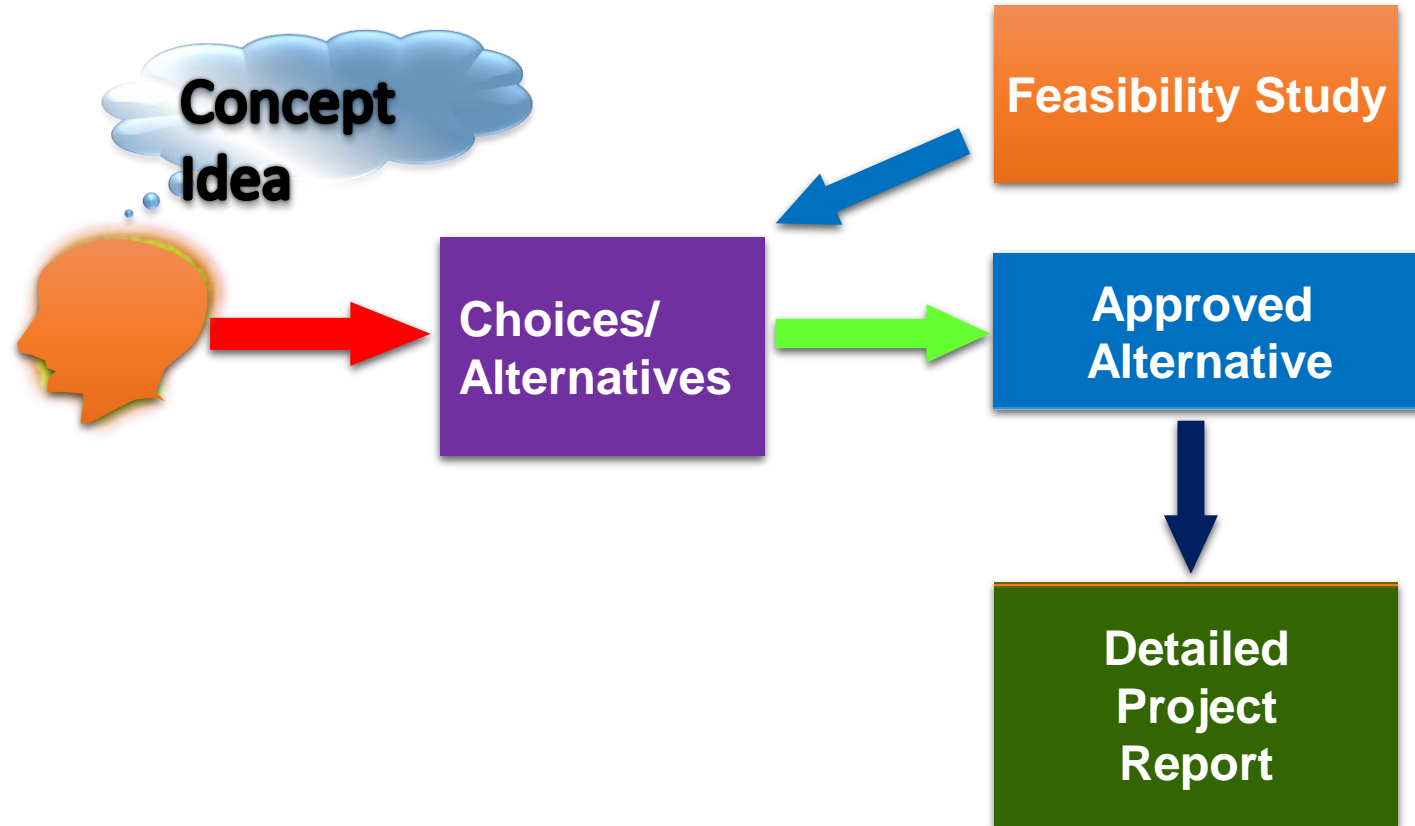 Concept
Idea
Feasibility Study
Choices/
Alternatives
Approved
Alternative
Detailed
Project
Report